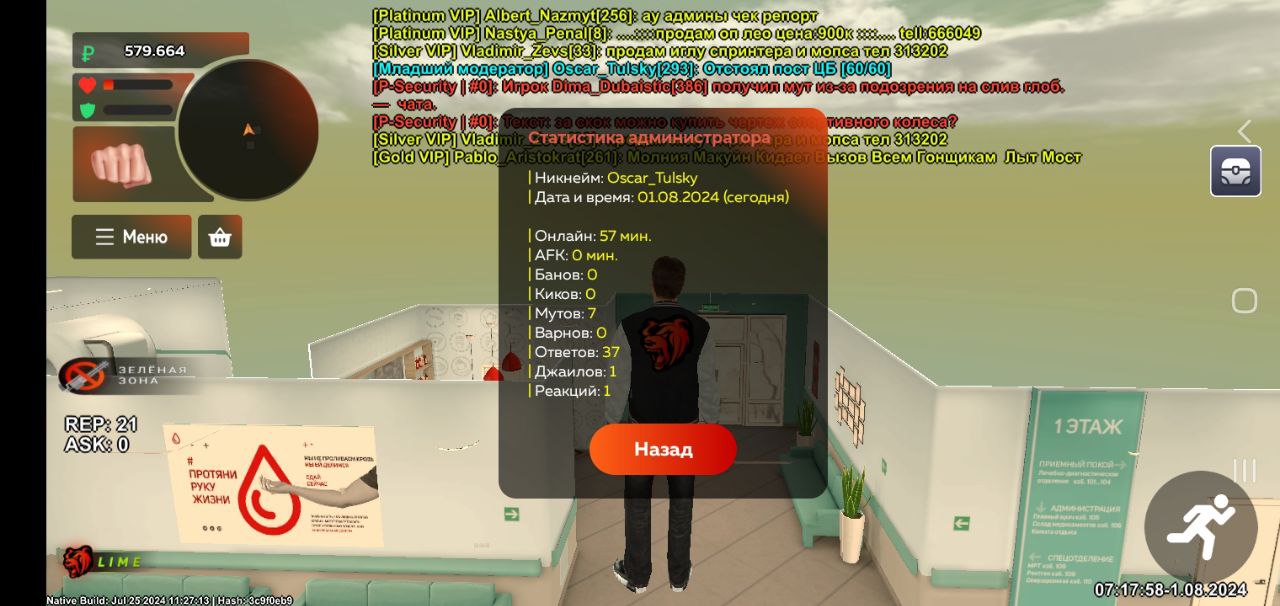 [Platinum VIP] Albert_Nazmyt[256]: ау админы чек репорт
[Platinum VIP] Nastya_Penal[8]: ....::::продам оп лео цена:900к ::::.... tell:666049
[Silver VIP] Vladimir_Zevs[33]: продам иглу спринтера и мопса тел 313202
[Младший модератор] Oscar_Tulsky[293]: Отстоял пост ЦБ [60/60]
[P-Security | #0]: Игрок Dima_Dubaistic[386] получил мут из-за подозрения на слив глоб.
— чата.
[P-Security | #0]: Текст: за скок можно купить чертеж спортивного колеса?
[Silver VIP] Vladimir_Zevs[33]: продам иглу спринтера и мопса тел 313202
[Gold VIP] Pablo_Aristokrat[261]: Молния Макуйн Кидает Вызов Всем Гонщикам Лыт Мост
579.664
Меню
Статистика администратора
Никнейм: Oscar_Tulsky
Дата и время: 01.08.2024 (сегодня)
Онлайн: 57 мин.
AFK: 0 мин.
Банов: 0
Киков: 0
Мутов: 7
Варнов: 0
Ответов: 37
Джаилов: 1
Реакций: 1
Назад
ЗЕЛЁНАЯ
ЗОНА
REP: 21
ASK: 0
#
ПРОТЯНИ
РУКУ
ЖИЗНИ
1 ЭТАЖ
ПРИЕМНЫЙ ПОКОЙ
АДМИНИСТРАЦИЯ
СПЕЦОТДЕЛЕНИЕ
LIME
Native Build: Jul 25 2024 11:27:13 | Hash: 3c9f0eb9
07:17:58-1.08.2024